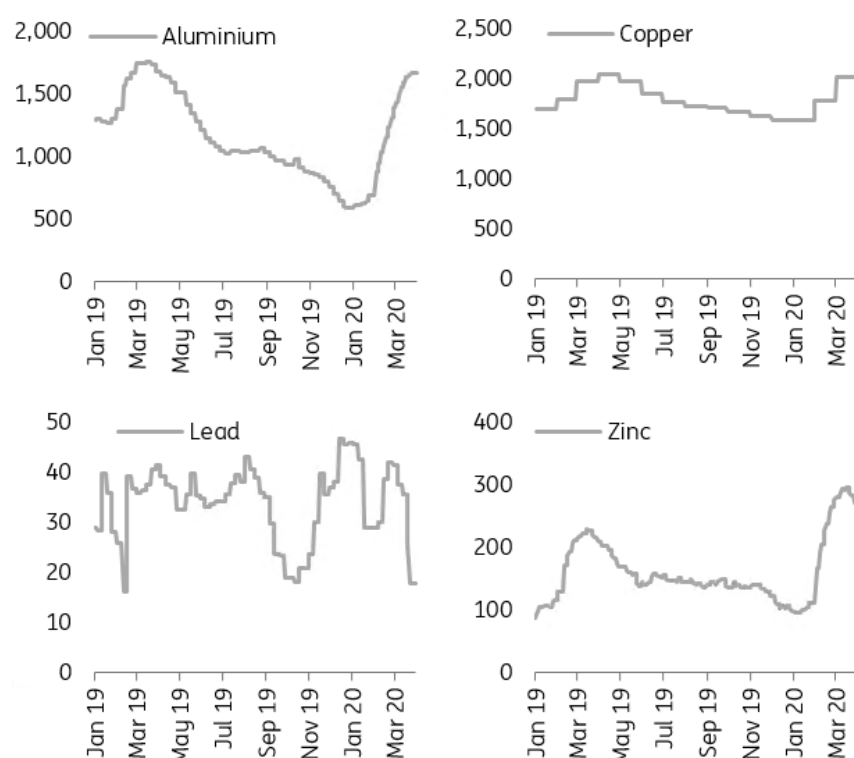 Aluminium
2,000
1,500
1,000
500
0
Jan 19
Mar 19
May 19
Jul 19
Sep 19
Nov 19
Jan 20
Mar 20
Copper
2,500
2,000
1,500
1,000
500
0
Jan 19
Mar 19
May 19
Jul 19
Sep 19
Nov 19
Jan 20
Mar 20
Lead
50
40
30
20
10
0
Jan 19
Mar 19
May 19
Jul 19
Sep 19
Nov 19
Jan 20
Mar 20
Zinc
400
300
200
100
0
Jan 19
Mar 19
May 19
Jul 19
Sep 19
Nov 19
Jan 20
Mar 20